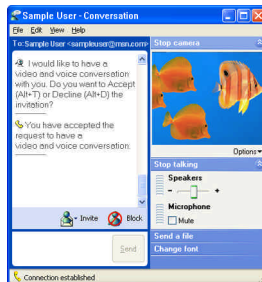 Sample User - Conversation
File Edit View Help
To: Sample User <sampleuser@msn.com>
I would like to have a
video and voice conversation
with you. Do you want to Accept
(Alt+T) or Decline (Alt+D) the
invitation?
You have accepted the
request to have a
video and voice conversation.
Invite Block
Send
Connection established
Stop camera
Options
Stop talking
Speakers
- +
Microphone
Mute
Send a file
Change font